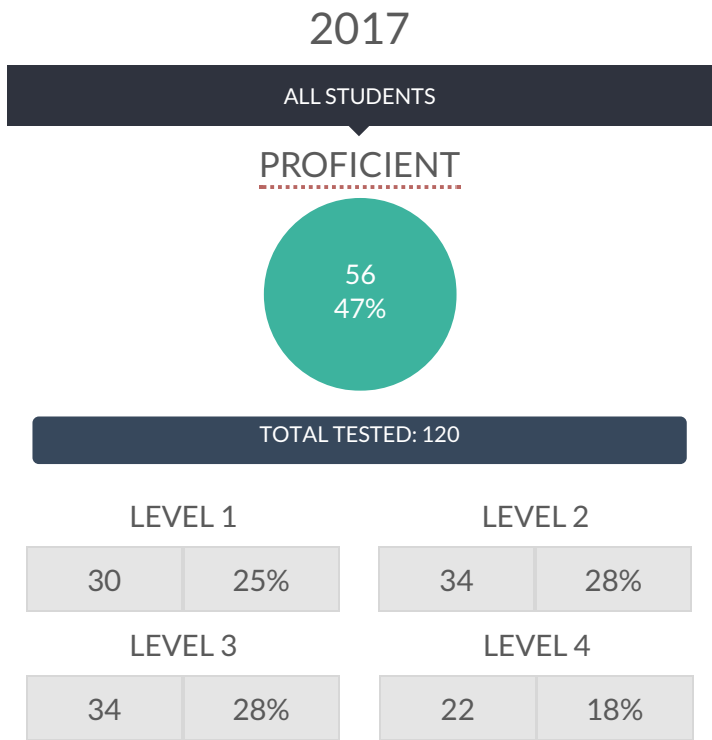 2017
ALL STUDENTS
PROFICIENT
56
47%
TOTAL TESTED: 120
LEVEL 1 LEVEL 2
30 25% 34 28%
LEVEL 3 LEVEL 4
34 28% 22 18%